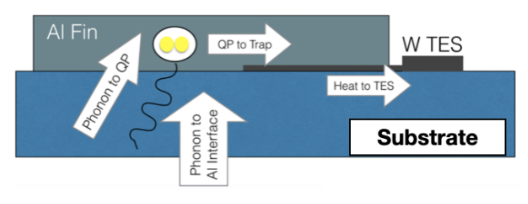 Al Fin
QP to Trap
W TES
Phonon to QP
Heat to TES
Phonon to
Al Interface
Substrate